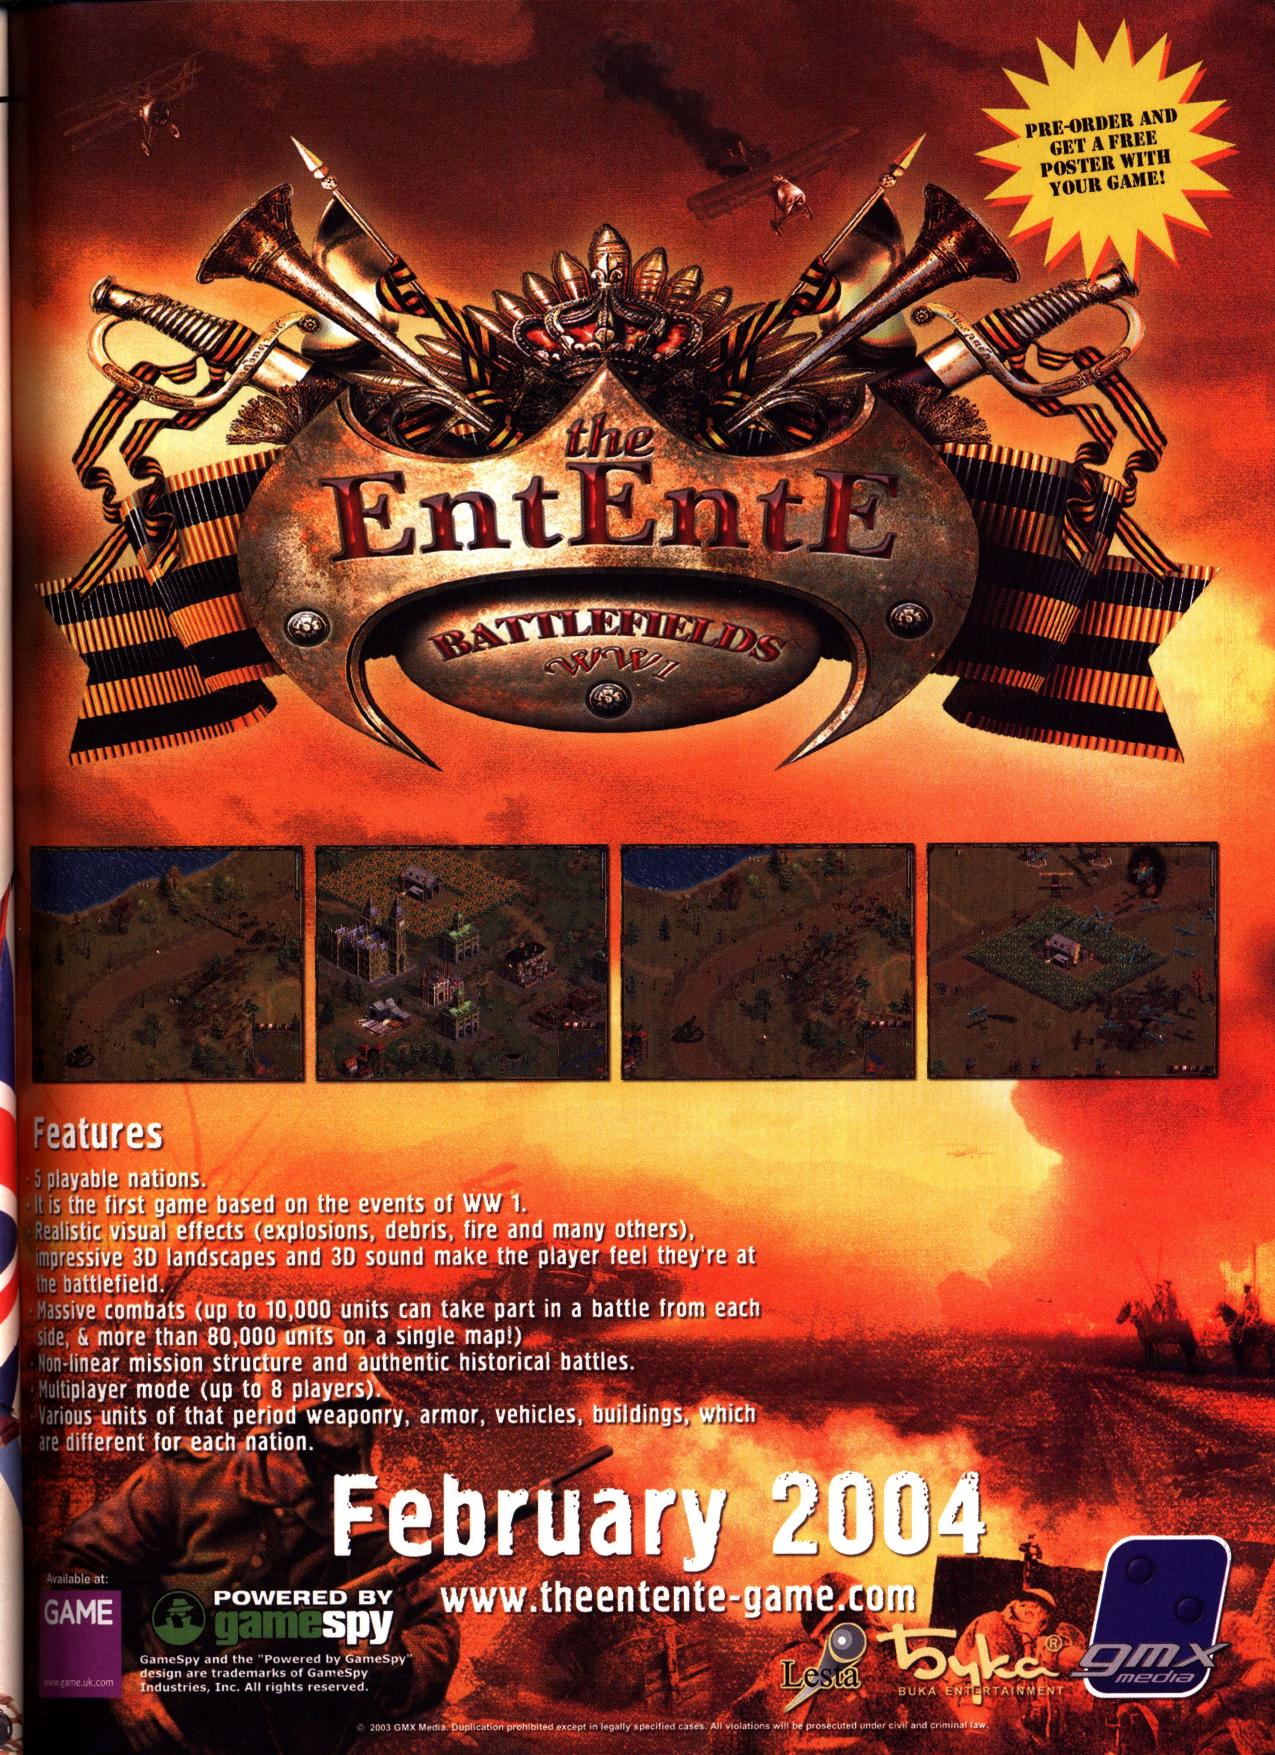 PRE-ORDER AND
GET A FREE
POSTER WITH
YOUR GAME!
the
EntEntE
BATTLEFIELDS
WW1
Features
· 5 playable nations.
· It is the first game based on the events of WW 1.
· Realistic visual effects (explosions, debris, fire and many others),
impressive 3D landscapes and 3D sound make the player feel they're at
the battlefield.
· Massive combats (up to 10,000 units can take part in a battle from each
side, & more than 80,000 units on a single map!)
· Non-linear mission structure and authentic historical battles.
· Multiplayer mode (up to 8 players).
· Various units of that period weaponry, armor, vehicles, buildings, which
are different for each nation.
February 2004
www.theentente-game.com
Available at:
GAME
www.game.uk.com
POWERED BY
gamespy
GameSpy and the "Powered by GameSpy"
design are trademarks of GameSpy
Industries, Inc. All rights reserved.
Lesta
Бука®
BUKA ENTERTAINMENT
gmx
media
© 2003 GMX Media. Duplication prohibited except in legally specified cases. All violations will be prosecuted under civil and criminal law.